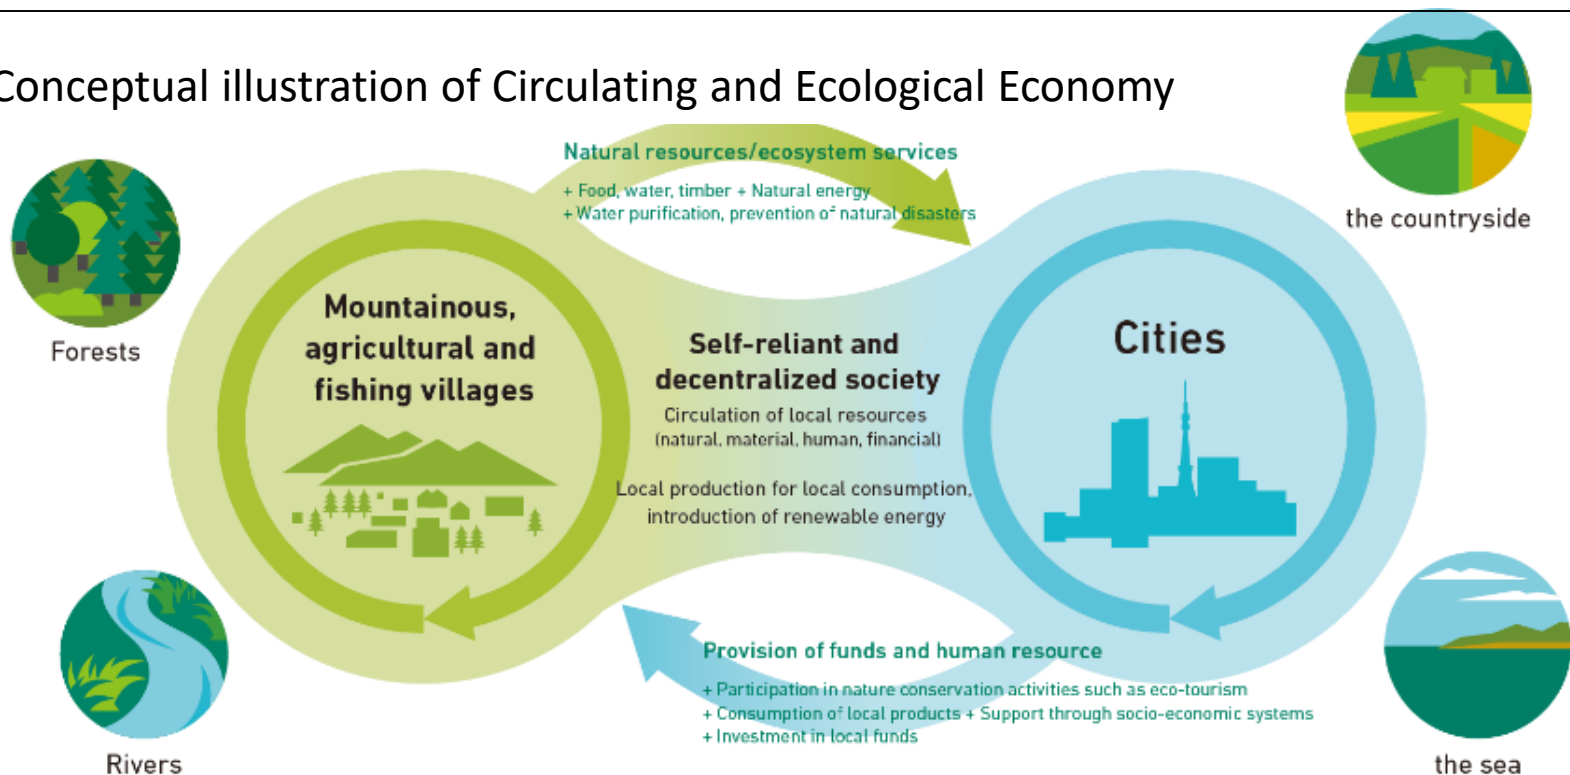 Conceptual illustration of Circulating and Ecological Economy
Natural resources/ecosystem services
+ Food, water, timber + Natural energy
+ Water purification, prevention of natural disasters
the countryside
Forests
Mountainous,
agricultural and
fishing villages
Self-reliant and
decentralized society
Circulation of local resources
(natural, material, human, financial)
Local production for local consumption,
introduction of renewable energy
Cities
Provision of funds and human resource
+ Participation in nature conservation activities such as eco-tourism
+ Consumption of local products + Support through socio-economic systems
+ Investment in local funds
Rivers
the sea